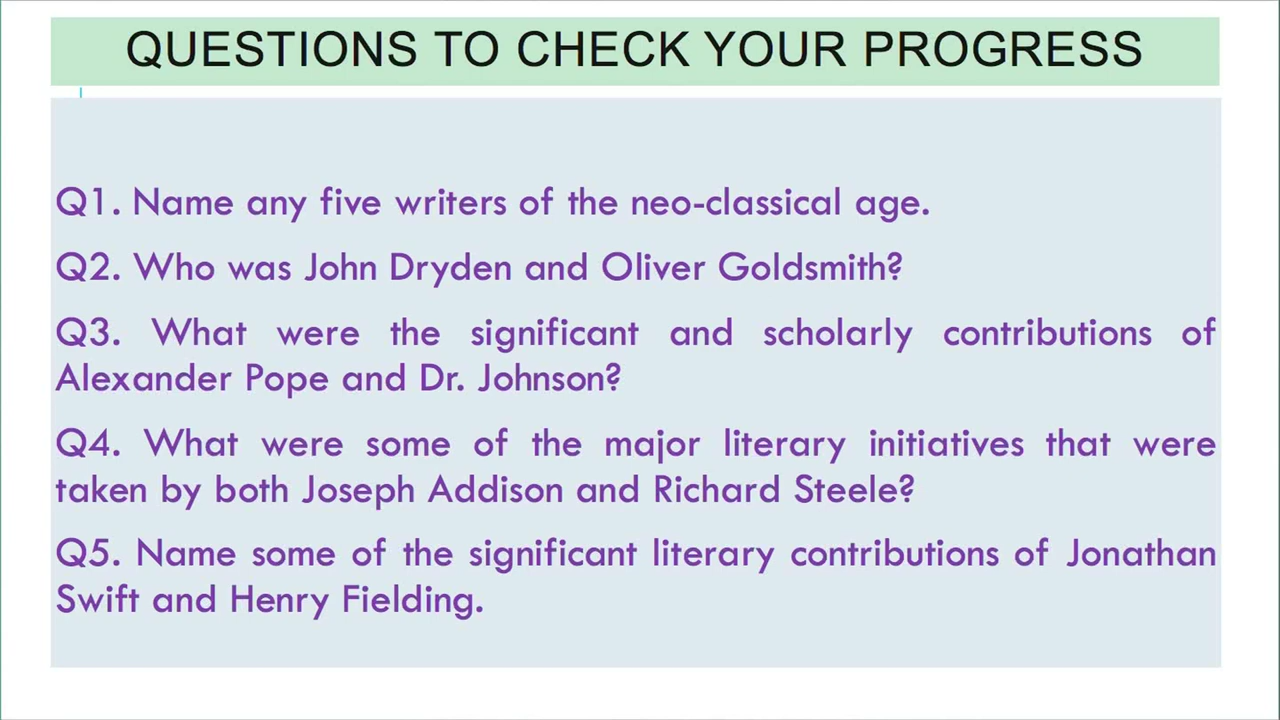 QUESTIONS TO CHECK YOUR PROGRESS
Q1. Name any five writers of the neo-classical age.
Q2. Who was John Dryden and Oliver Goldsmith?
Q3. What were the significant and scholarly contributions of
Alexander Pope and Dr. Johnson?
Q4. What were some of the major literary initiatives that were
taken by both Joseph Addison and Richard Steele?
Q5. Name some of the significant literary contributions of Jonathan
Swift and Henry Fielding.